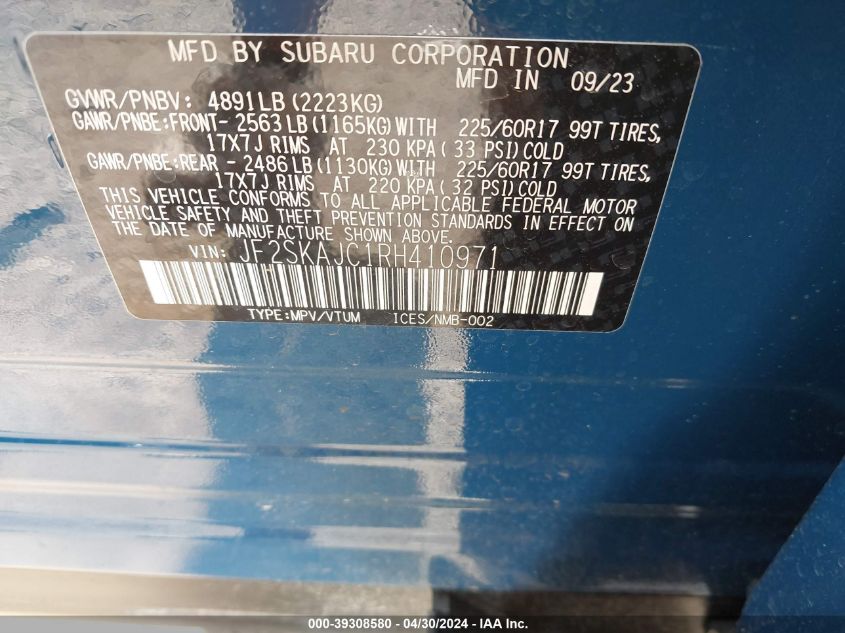 MFD BY SUBARU CORPORATION
MFD IN 09/23
GVWR/PNBV: 4891LB(2223KG)
GAWR/PNBE:FRONT- 2563LB(1165KG)WITH 225/60R17 99T TIRES,
17X7J RIMS AT 230 KPA(33 PSI)COLD
GAWR/PNBE:REAR - 2486LB(1130KG)WITH 225/60R17 99T TIRES,
17X7J RIMS AT 220 KPA(32 PSI)COLD
THIS VEHICLE CONFORMS TO ALL APPLICABLE FEDERAL MOTOR
VEHICLE SAFETY AND THEFT PREVENTION STANDARDS IN EFFECT ON
THE DATE OF MANUFACTURE SHOWN ABOVE.
VIN: JF2SKAJC1RH410971
TYPE:MPV/VTUM ICES/NMB-002
000-39308580 - 04/30/2024 - IAA Inc.